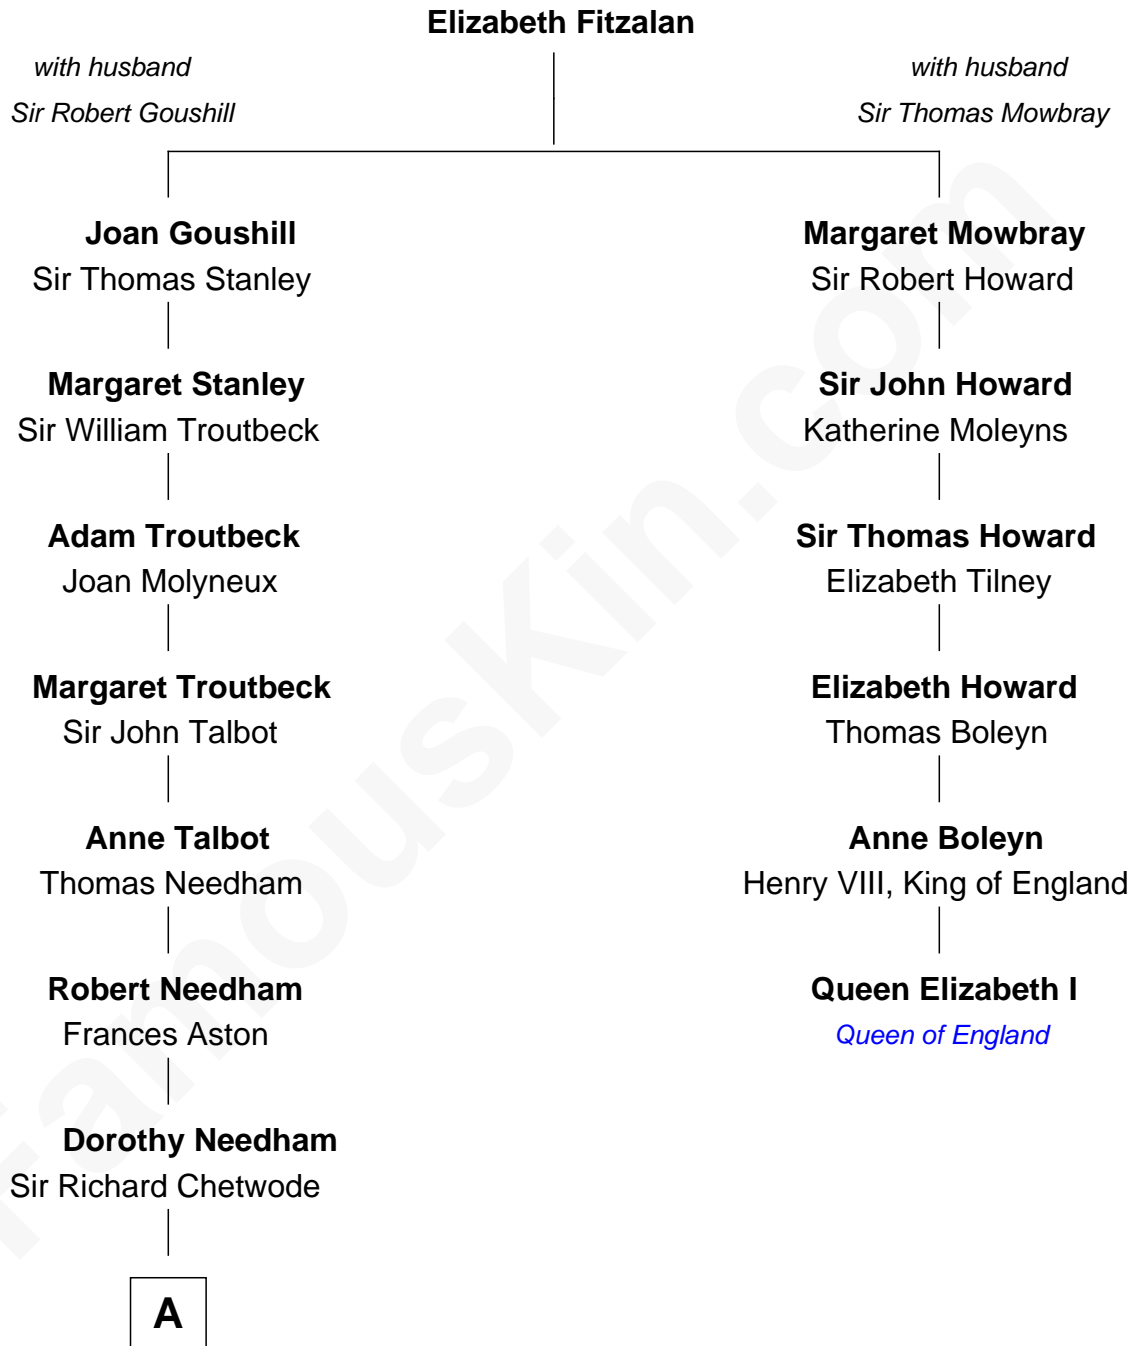 Elizabeth Fitzalan
with husband
Sir Robert Goushill
with husband
Sir Thomas Mowbray
Joan Goushill
Sir Thomas Stanley
Margaret Mowbray
Sir Robert Howard
Margaret Stanley
Sir William Troutbeck
Sir John Howard
Katherine Moleyns
Adam Troutbeck
Joan Molyneux
Sir Thomas Howard
Elizabeth Tilney
Margaret Troutbeck
Sir John Talbot
Elizabeth Howard
Thomas Boleyn
Anne Talbot
Thomas Needham
Anne Boleyn
Henry VIII, King of England
Robert Needham
Frances Aston
Queen Elizabeth I
Queen of England
Dorothy Needham
Sir Richard Chetwode
A
FamousKin.com